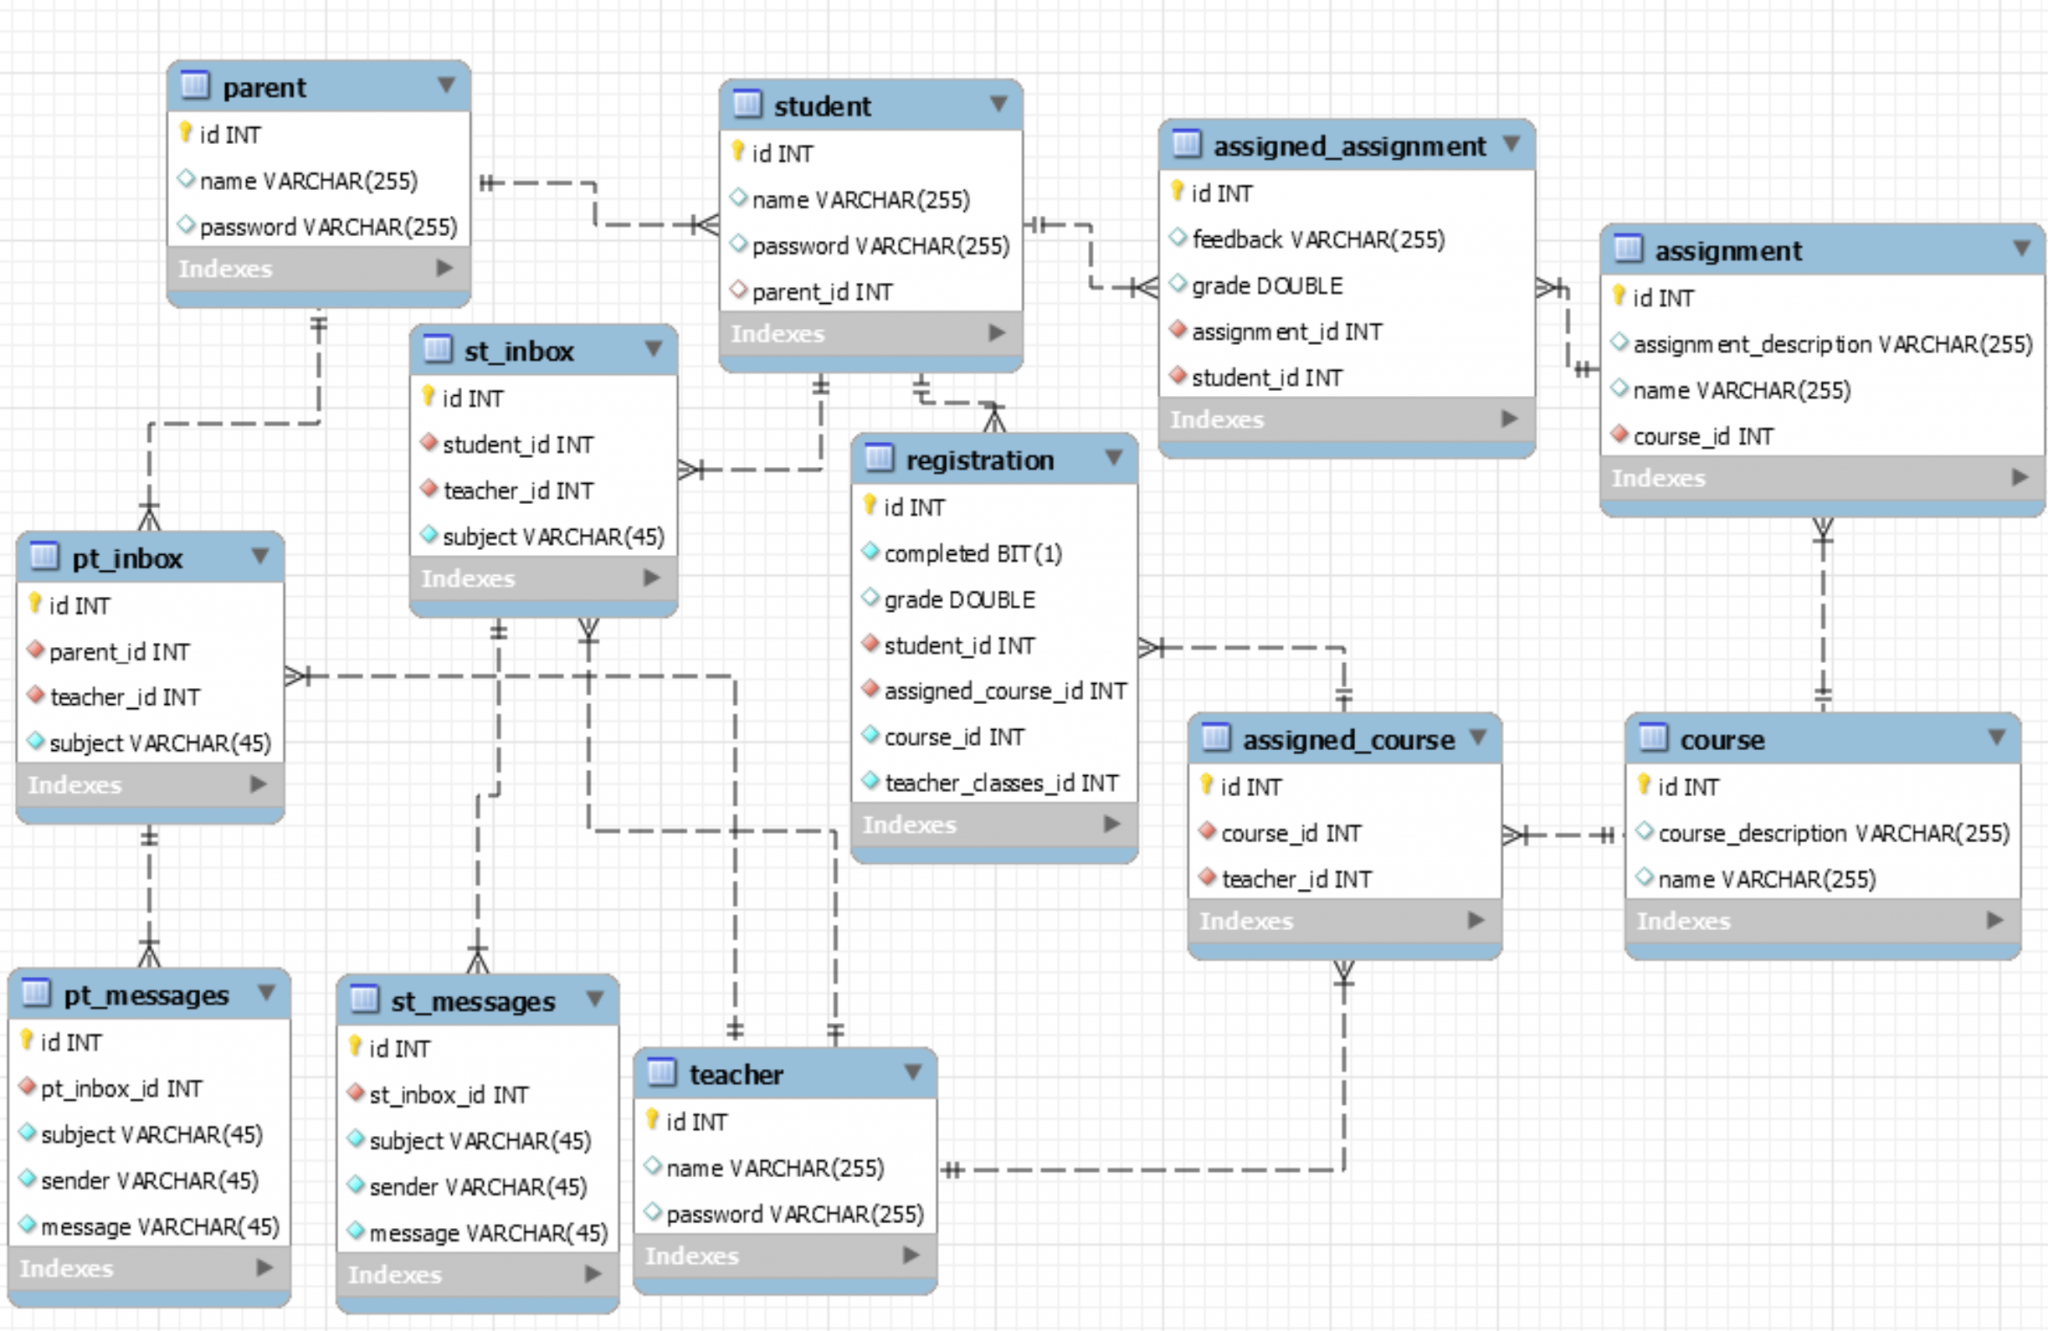 parent
id INT
name VARCHAR(255)
password VARCHAR(255)
Indexes
student
id INT
name VARCHAR(255)
password VARCHAR(255)
parent_id INT
Indexes
assigned_assignment
id INT
feedback VARCHAR(255)
grade DOUBLE
assignment_id INT
student_id INT
Indexes
assignment
id INT
assignment_description VARCHAR(255)
name VARCHAR(255)
course_id INT
Indexes
st_inbox
id INT
student_id INT
teacher_id INT
subject VARCHAR(45)
Indexes
registration
id INT
completed BIT(1)
grade DOUBLE
student_id INT
assigned_course_id INT
course_id INT
teacher_classes_id INT
Indexes
pt_inbox
id INT
parent_id INT
teacher_id INT
subject VARCHAR(45)
Indexes
assigned_course
id INT
course_id INT
teacher_id INT
Indexes
course
id INT
course_description VARCHAR(255)
name VARCHAR(255)
Indexes
pt_messages
id INT
pt_inbox_id INT
subject VARCHAR(45)
sender VARCHAR(45)
message VARCHAR(45)
Indexes
st_messages
id INT
st_inbox_id INT
subject VARCHAR(45)
sender VARCHAR(45)
message VARCHAR(45)
Indexes
teacher
id INT
name VARCHAR(255)
password VARCHAR(255)
Indexes